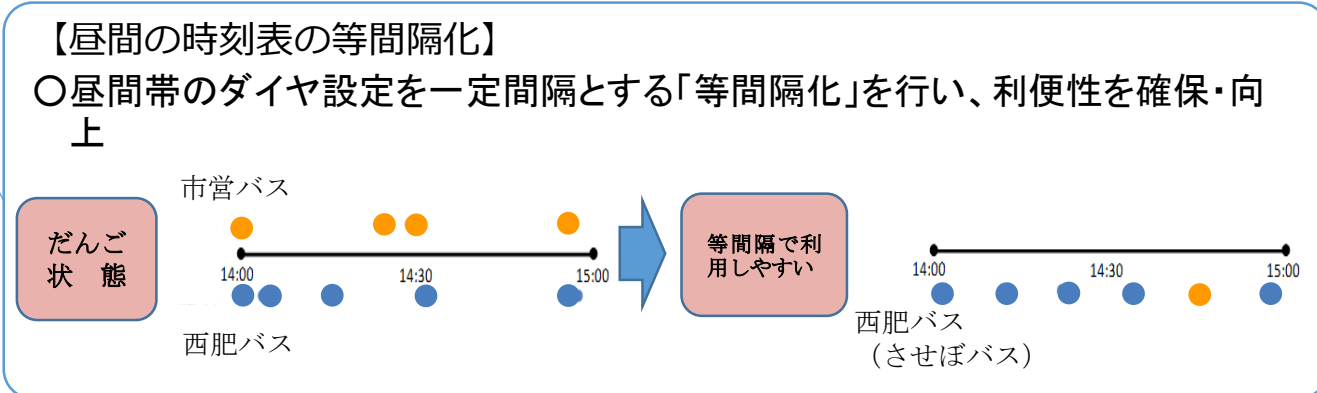 【昼間の時刻表の等間隔化】
〇昼間帯のダイヤ設定を一定間隔とする「等間隔化」を行い、利便性を確保・向
上
市営バス
だんご
状　態
14:00
14:30
15:00
西肥バス
等間隔で利
用しやすい
14:00
14:30
15:00
西肥バス
（させぼバス）